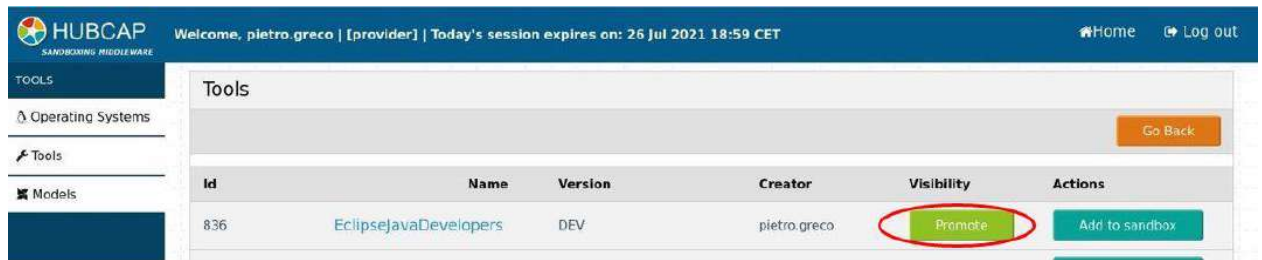 HUBCAP
SANDBOXING MIDDLEWARE
Welcome, pietro.greco | [provider] | Today's session expires on: 26 Jul 2021 18:59 CET
Home Log out
TOOLS
Operating Systems
Tools
Models
Tools
Go Back
Id Name Version Creator Visibility Actions
836 EclipseJavaDevelopers DEV pietro.greco Promote Add to sandbox